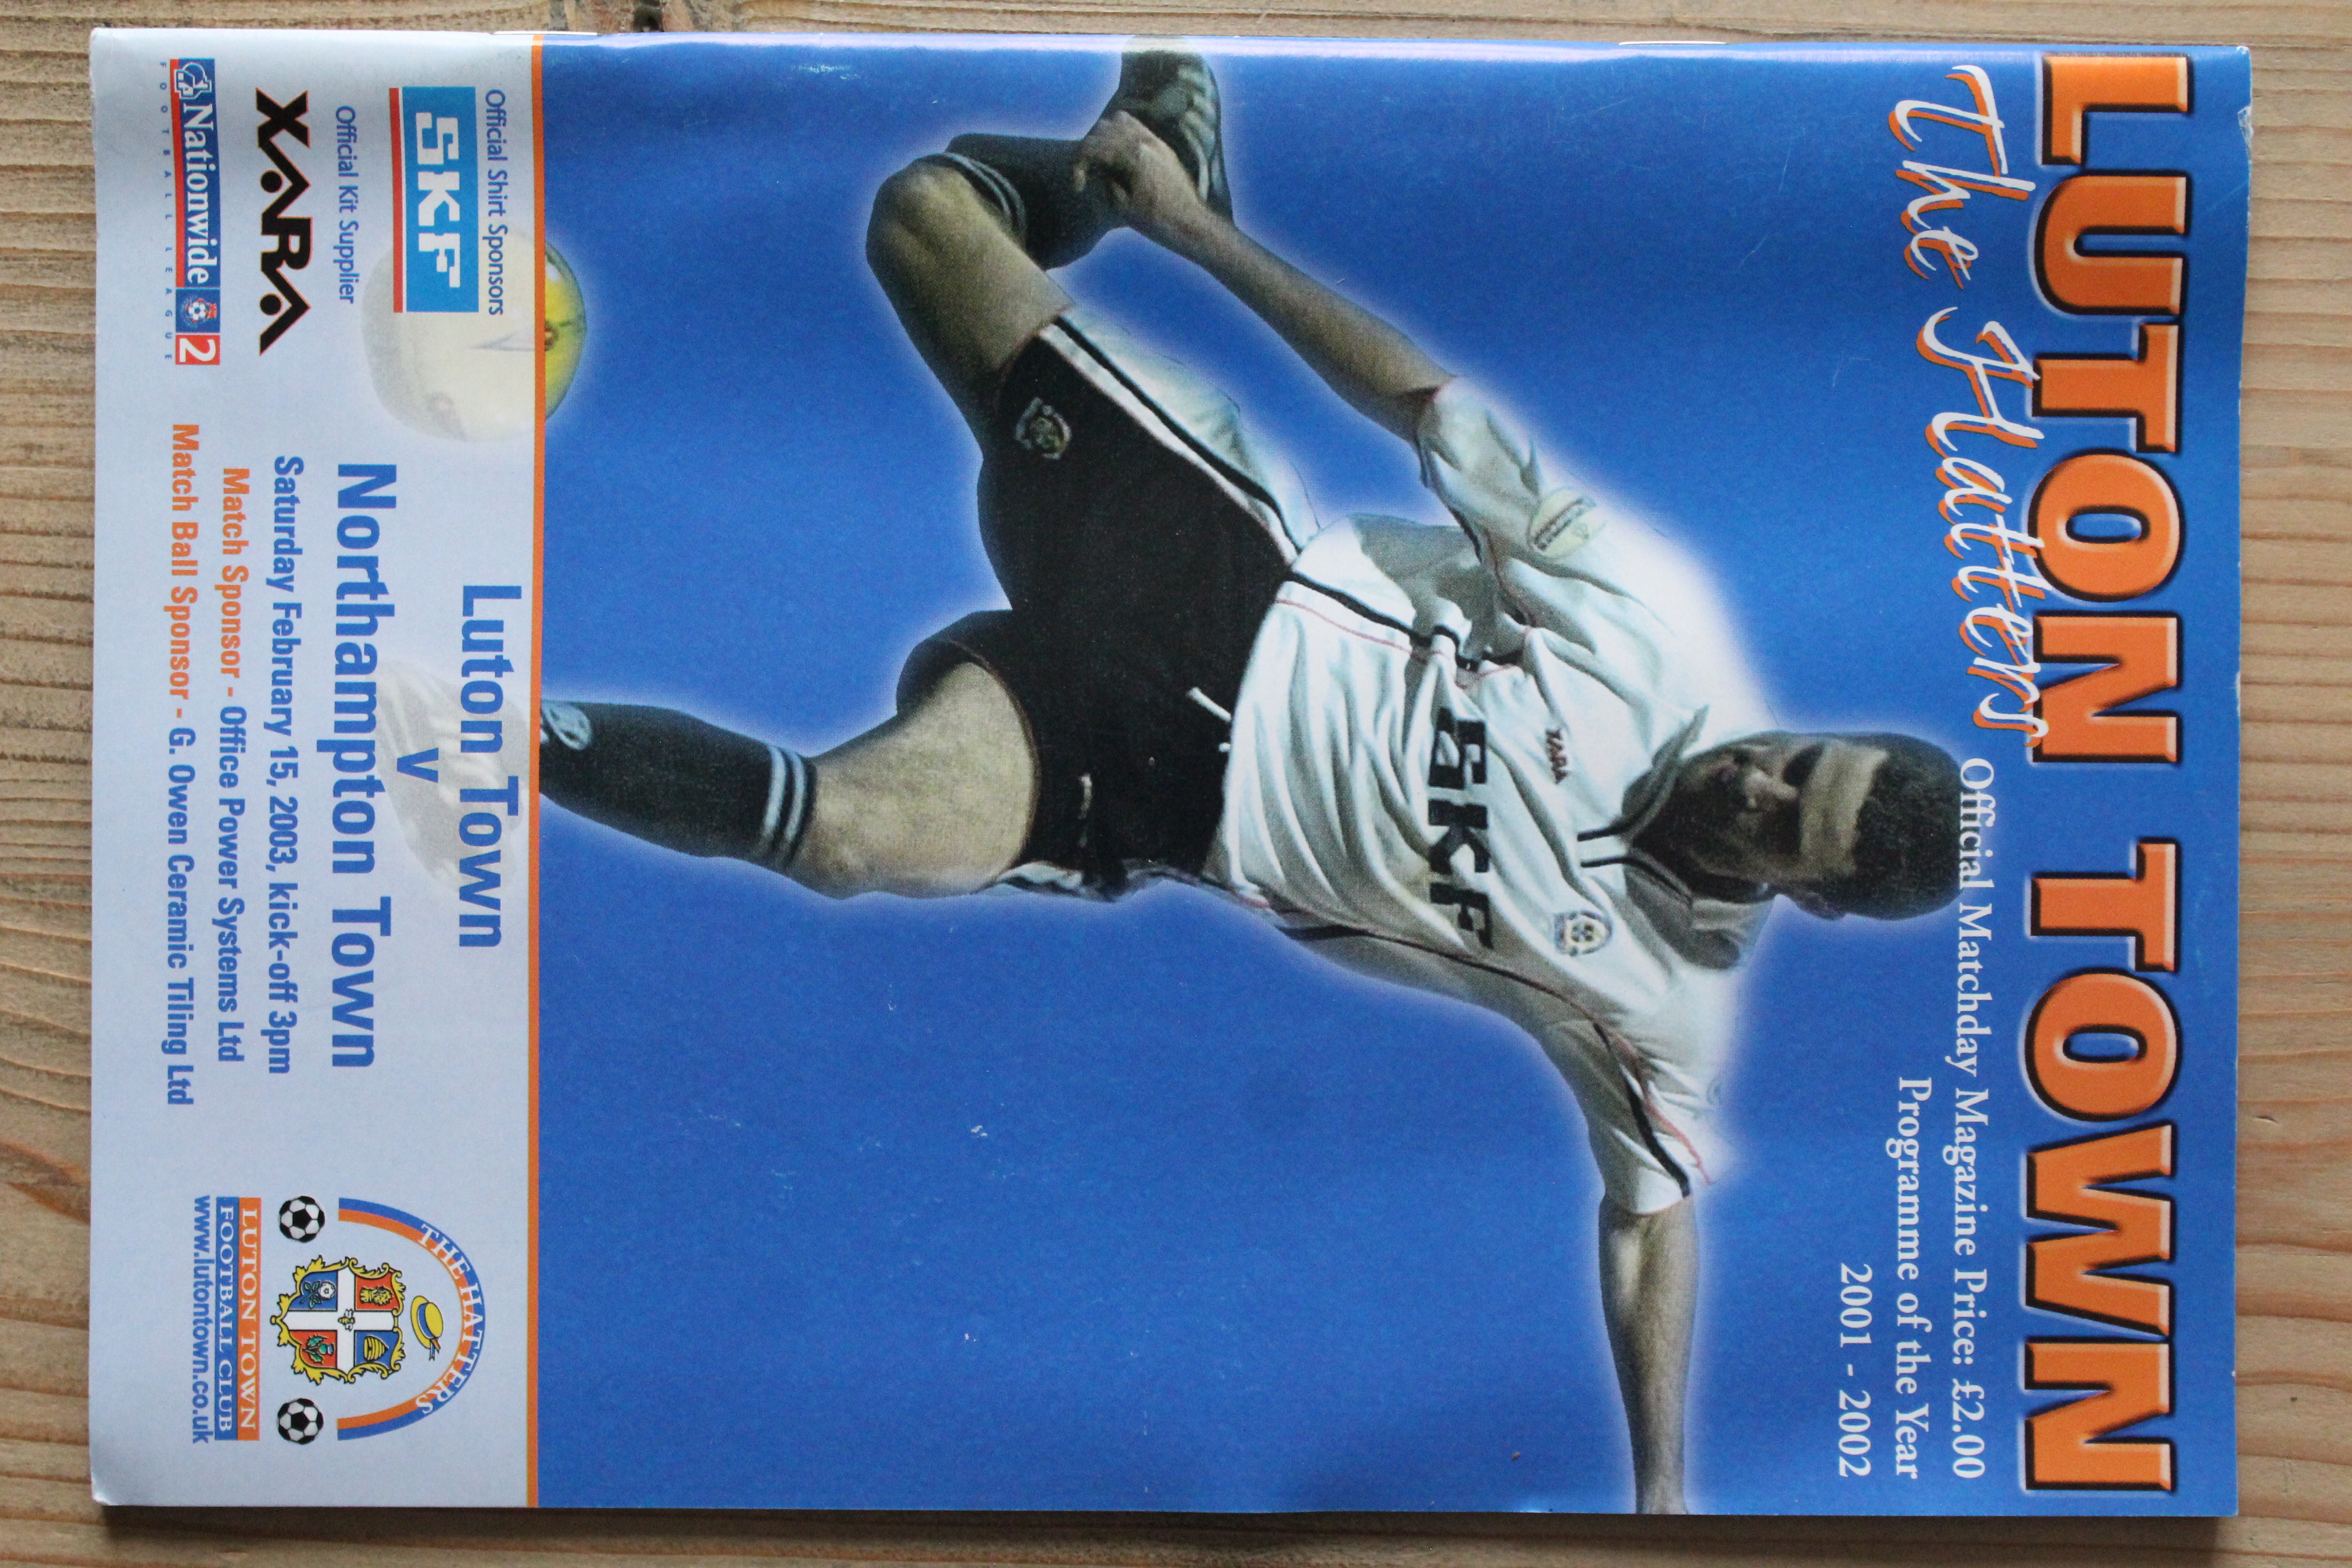 LUTON TOWN
The Hatters
Official Matchday Magazine Price: £2.00
Programme of the Year
2001 - 2002
XARA
SKF
Official Shirt Sponsors
SKF
Official Kit Supplier
XARA
Nationwide 2
FOOTBALL LEAGUE
Luton Town
v
Northampton Town
Saturday February 15, 2003, kick-off 3pm
Match Sponsor - Office Power Systems Ltd
Match Ball Sponsor - G. Owen Ceramic Tiling Ltd
THE HATTERS
LUTON TOWN
FOOTBALL CLUB
www.lutontown.co.uk